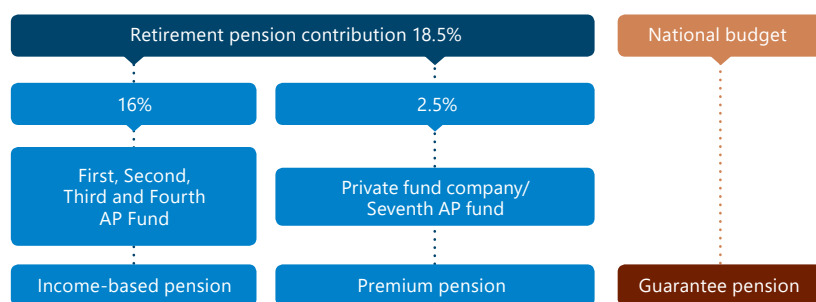 Retirement pension contribution 18.5%
National budget
16%
2.5%
First, Second,
Third and Fourth
AP Fund
Private fund company/
Seventh AP fund
Income-based pension
Premium pension
Guarantee pension